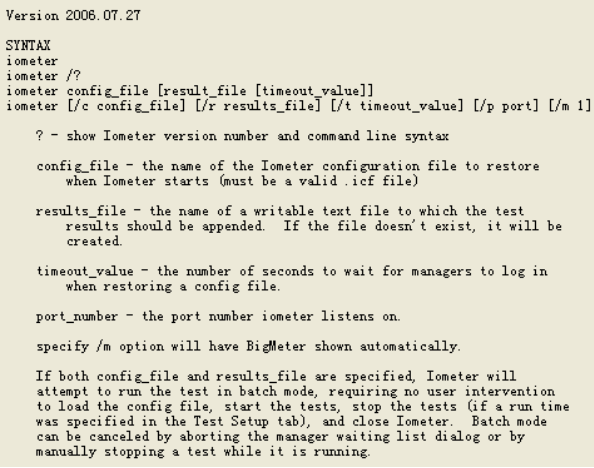 Version 2006.07.27
SYNTAX
iometer
iometer /?
iometer config_file [result_file [timeout_value]]
iometer [/c config_file] [/r results_file] [/t timeout_value] [/p port] [/m 1]
? - show Iometer version number and command line syntax
config_file - the name of the Iometer configuration file to restore
when Iometer starts (must be a valid .icf file)
results_file - the name of a writable text file to which the test
results should be appended. If the file doesn't exist, it will be
created.
timeout_value - the number of seconds to wait for managers to log in
when restoring a config file.
port_number - the port number iometer listens on.
specify /m option will have BigMeter shown automatically.
If both config_file and results_file are specified, Iometer will
attempt to run the test in batch mode, requiring no user intervention
to load the config file, start the tests, stop the tests (if a run time
was specified in the Test Setup tab), and close Iometer. Batch mode
can be canceled by aborting the manager waiting list dialog or by
manually stopping a test while it is running.